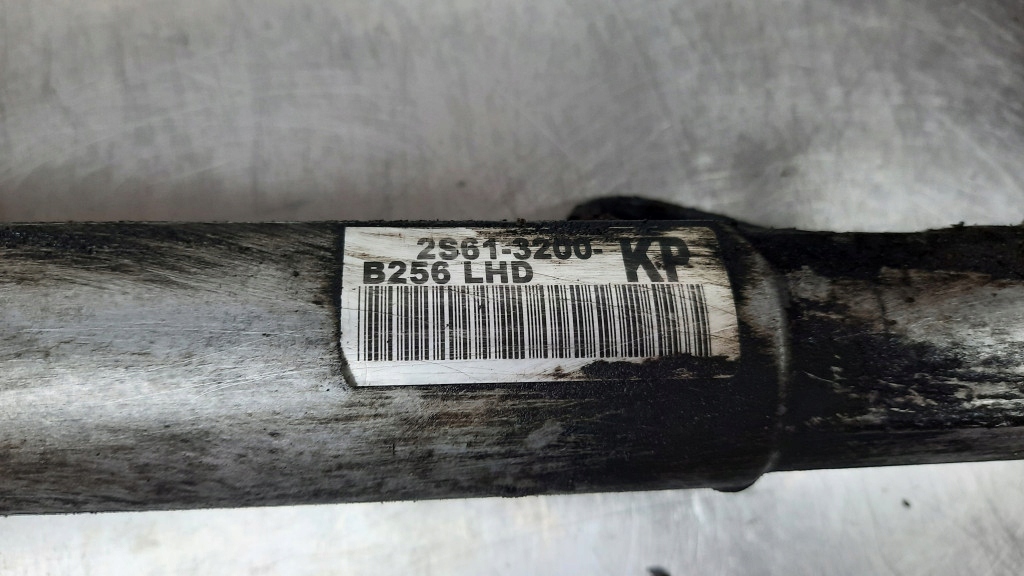 2S61-3200- KP
B256 LHD